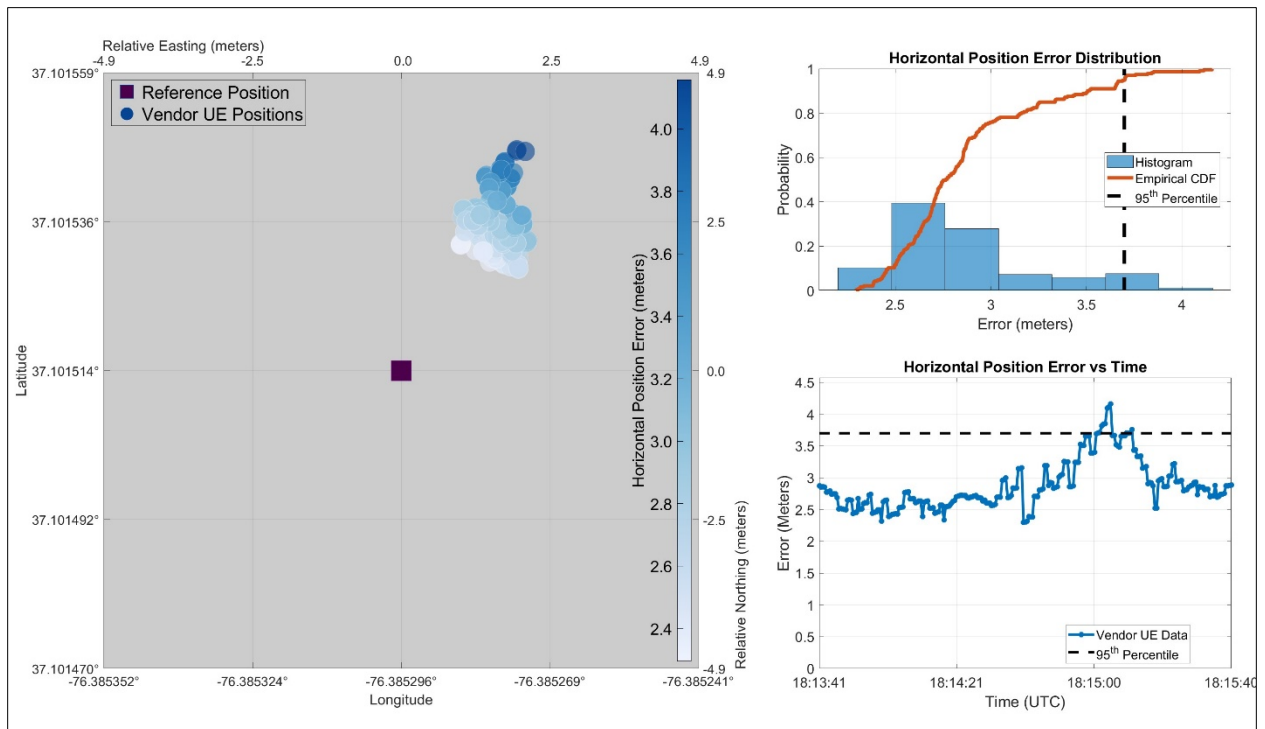 Relative Easting (meters)
-4.9 -2.5 0.0 2.5 4.9
37.101559°
37.101536°
37.101514°
37.101492°
37.101470°
Latitude
Reference Position
Vendor UE Positions
4.9
2.5
0.0
-2.5
-4.9
Relative Northing (meters)
Horizontal Position Error (meters)
4.0
3.8
3.6
3.4
3.2
3.0
2.8
2.6
2.4
-76.385352° -76.385324° -76.385296° -76.385269° -76.385241°
Longitude
Horizontal Position Error Distribution
Probability
1
0.8
0.6
0.4
0.2
0
Histogram
Empirical CDF
95th Percentile
2.5 3 3.5 4
Error (meters)
Horizontal Position Error vs Time
Error (Meters)
4.5
4
3.5
3
2.5
2
1.5
1
0.5
0
Vendor UE Data
95th Percentile
18:13:41 18:14:21 18:15:00 18:15:40
Time (UTC)